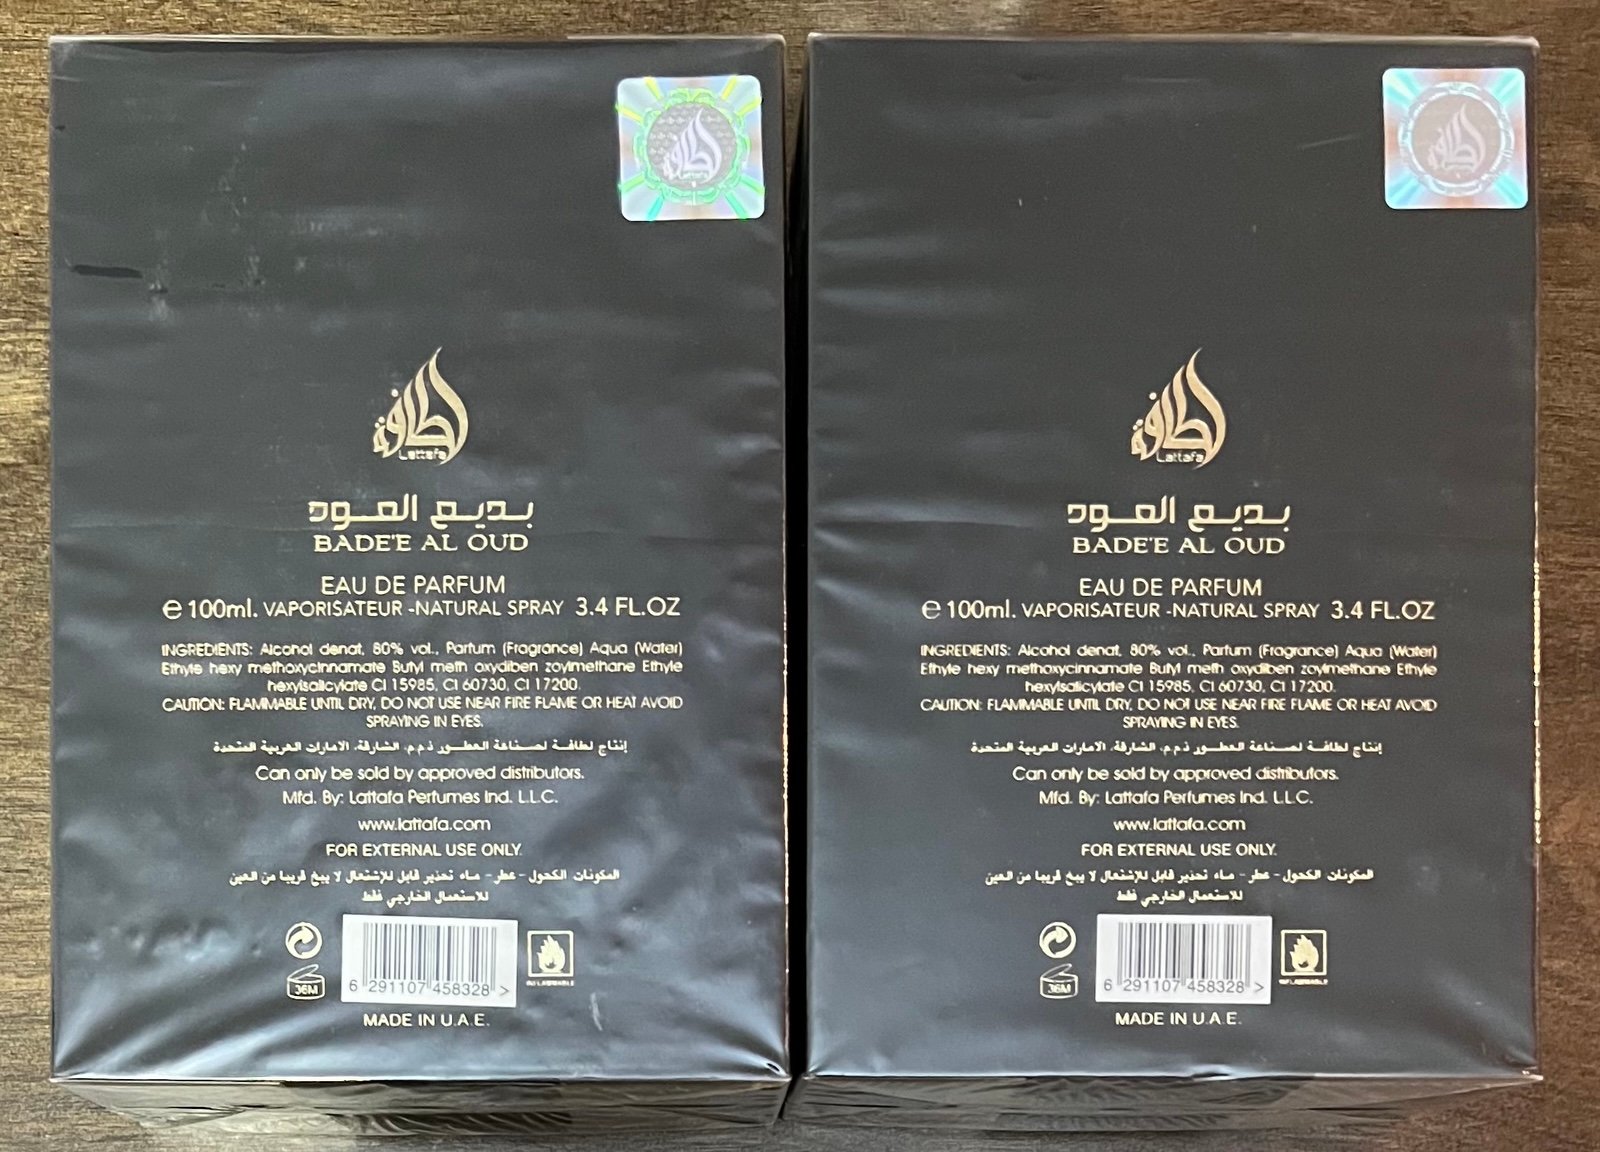 لطافة
Lattafa
لطافة
Lattafa
بديع العود
BADE'E AL OUD
EAU DE PARFUM
℮ 100ml. VAPORISATEUR -NATURAL SPRAY 3.4 FL.OZ
INGREDIENTS: Alcohol denat, 80% vol., Parfum (Fragrance) Aqua (Water)
Ethyle hexy methoxycinnamate Butyl meth oxydiben zoylmethane Ethyle
hexylsalicylate CI 15985, CI 60730, CI 17200.
CAUTION: FLAMMABLE UNTIL DRY, DO NOT USE NEAR FIRE FLAME OR HEAT AVOID
SPRAYING IN EYES.
إنتاج لطافة لصناعة العطور ذ.م.م. الشارقة، الامارات العربية المتحدة
Can only be sold by approved distributors.
Mfd. By: Lattafa Perfumes Ind. L.L.C.
www.lattafa.com
FOR EXTERNAL USE ONLY.
المكونات الكحول - عطر - ماء تحذير قابل للإشتعال لا يبخ قريبا من العين
للاستعمال الخارجي فقط
36M
6 291107 458328 >
MADE IN U.A.E.
لطافة
لطافة
Lattafa
بديع العود
BADE'E AL OUD
EAU DE PARFUM
℮ 100ml. VAPORISATEUR -NATURAL SPRAY 3.4 FL.OZ
INGREDIENTS: Alcohol denat, 80% vol., Parfum (Fragrance) Aqua (Water)
Ethyle hexy methoxycinnamate Butyl meth oxydiben zoylmethane Ethyle
hexylsalicylate CI 15985, CI 60730, CI 17200.
CAUTION: FLAMMABLE UNTIL DRY, DO NOT USE NEAR FIRE FLAME OR HEAT AVOID
SPRAYING IN EYES.
إنتاج لطافة لصناعة العطور ذ.م.م. الشارقة، الامارات العربية المتحدة
Can only be sold by approved distributors.
Mfd. By: Lattafa Perfumes Ind. L.L.C.
www.lattafa.com
FOR EXTERNAL USE ONLY.
المكونات الكحول - عطر - ماء تحذير قابل للإشتعال لا يبخ قريبا من العين
للاستعمال الخارجي فقط
36M
6 291107 458328 >
MADE IN U.A.E.